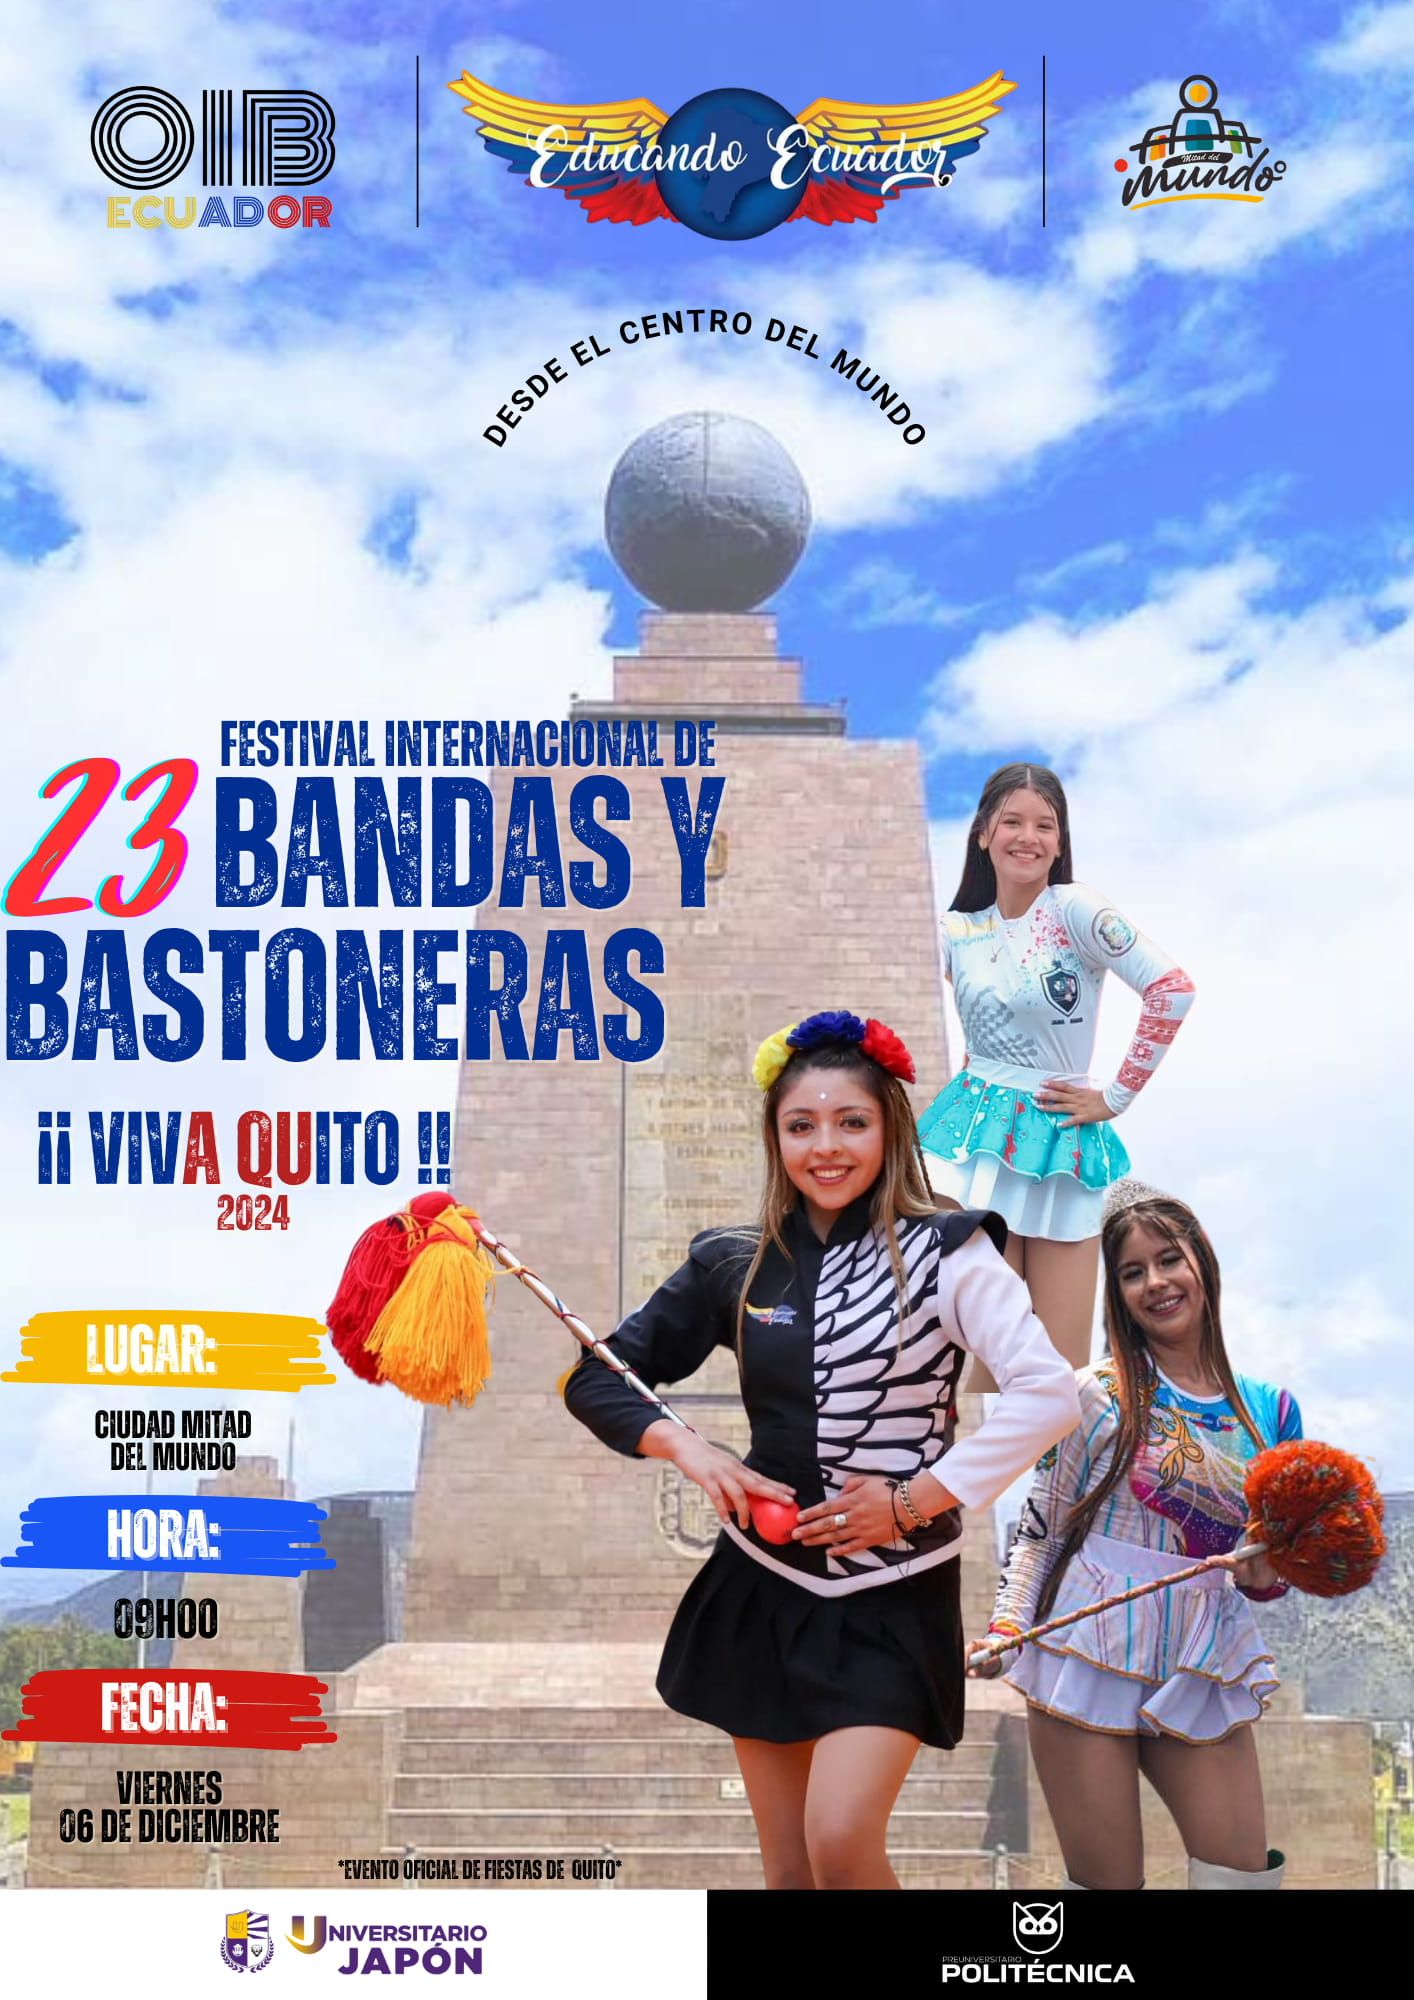 OIB
ECUADOR
Educando Ecuador
Mitad del
mundo
DESDE EL CENTRO DEL MUNDO
FESTIVAL INTERNACIONAL DE
23 BANDAS Y
BASTONERAS
¡¡ VIVA QUITO !!
2024
LUGAR:
CIUDAD MITAD
DEL MUNDO
HORA:
09H00
FECHA:
VIERNES
06 DE DICIEMBRE
*EVENTO OFICIAL DE FIESTAS DE QUITO*
UNIVERSITARIO
JAPÓN
PREUNIVERSITARIO
POLITÉCNICA